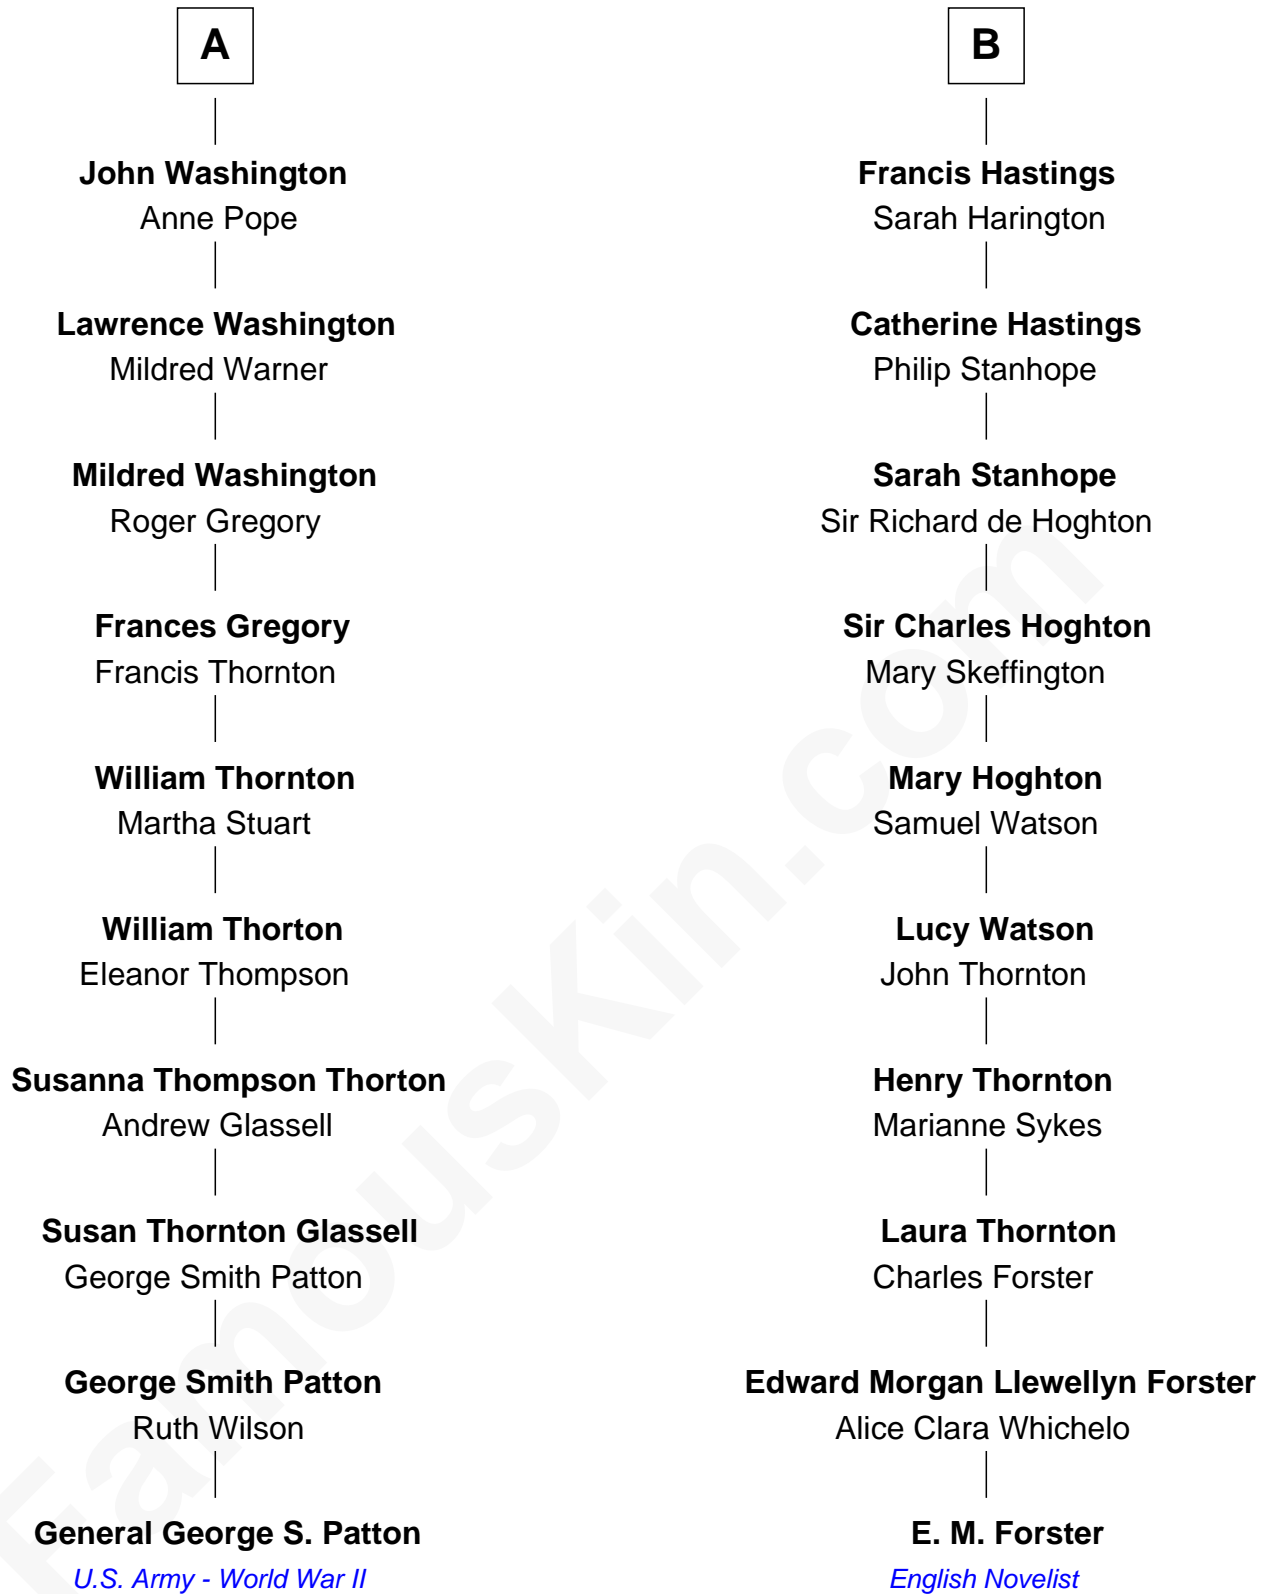 A
John Washington
Anne Pope
Lawrence Washington
Mildred Warner
Mildred Washington
Roger Gregory
Frances Gregory
Francis Thornton
William Thornton
Martha Stuart
William Thorton
Eleanor Thompson
Susanna Thompson Thorton
Andrew Glassell
Susan Thornton Glassell
George Smith Patton
George Smith Patton
Ruth Wilson
General George S. Patton
U.S. Army - World War II
B
Francis Hastings
Sarah Harington
Catherine Hastings
Philip Stanhope
Sarah Stanhope
Sir Richard de Hoghton
Sir Charles Hoghton
Mary Skeffington
Mary Hoghton
Samuel Watson
Lucy Watson
John Thornton
Henry Thornton
Marianne Sykes
Laura Thornton
Charles Forster
Edward Morgan Llewellyn Forster
Alice Clara Whichelo
E. M. Forster
English Novelist
FamousKin.com